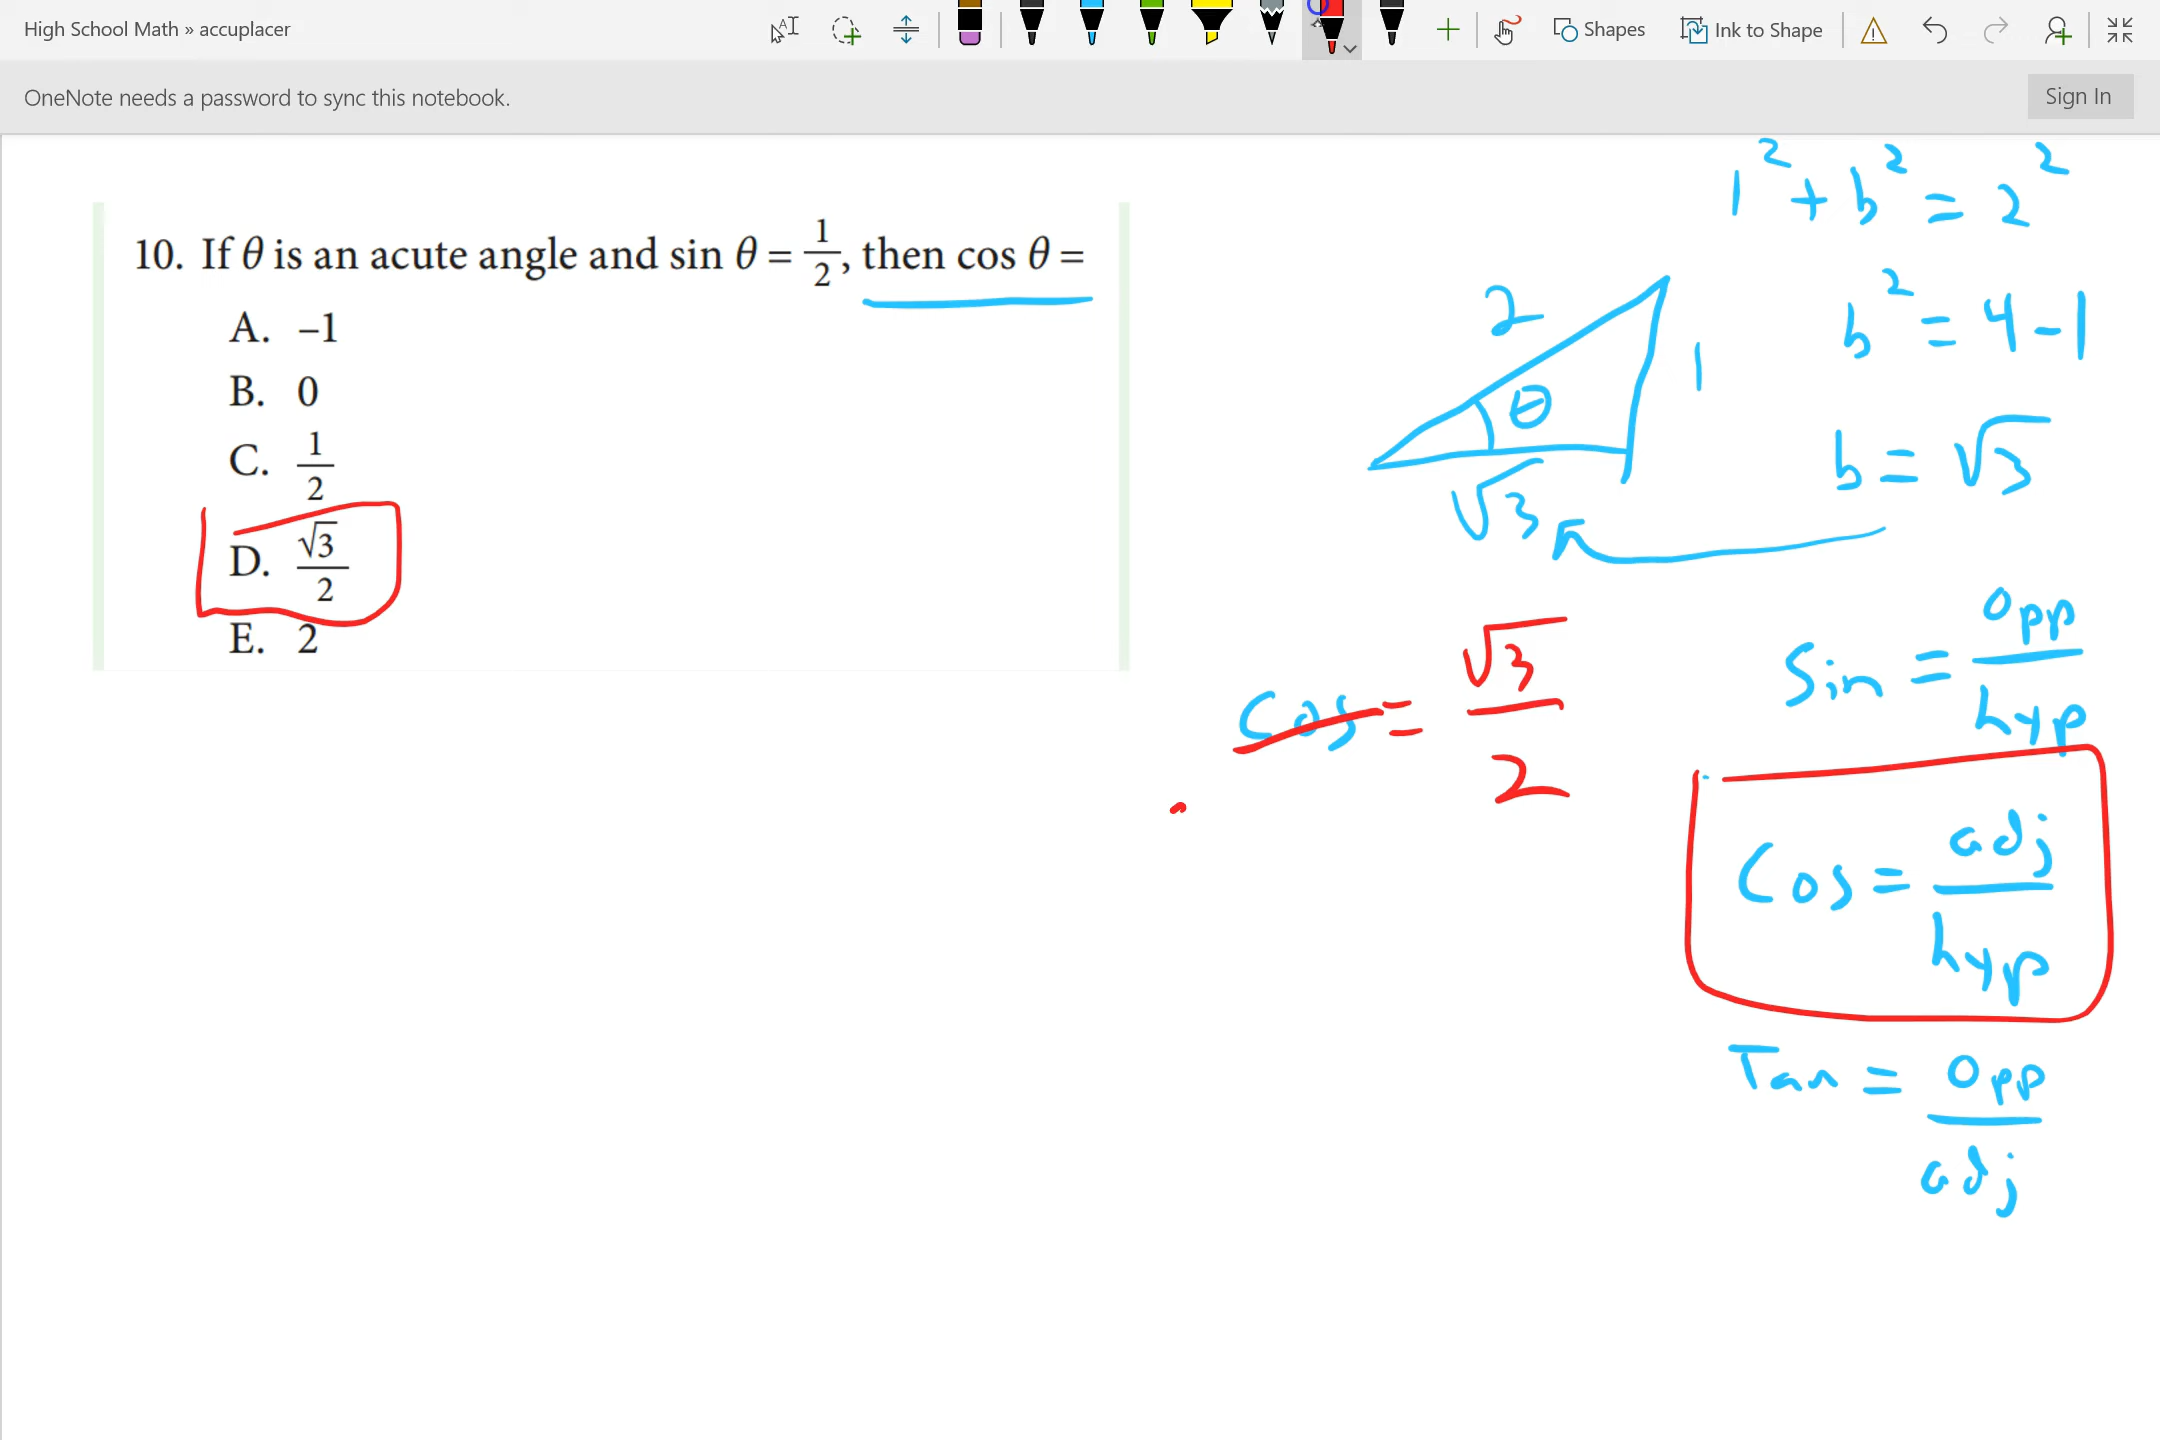 High School Math » accuplacer
Shapes
Ink to Shape
OneNote needs a password to sync this notebook.
Sign In
10. If θ is an acute angle and sin θ = 1/2, then cos θ =
A. –1
B. 0
C. 1/2
D. √3/2
E. 2
1² + b² = 2²
b² = 4 - 1
b = √3
2
1
θ
√3
Cos = √3/2
Sin = opp/hyp
Cos = adj/hyp
Tan = opp/adj